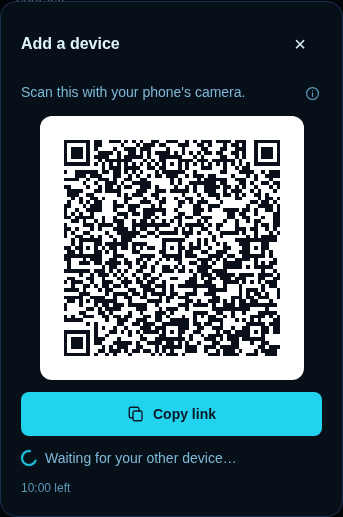 Add a device
Scan this with your phone's camera.
Copy link
Waiting for your other device…
10:00 left